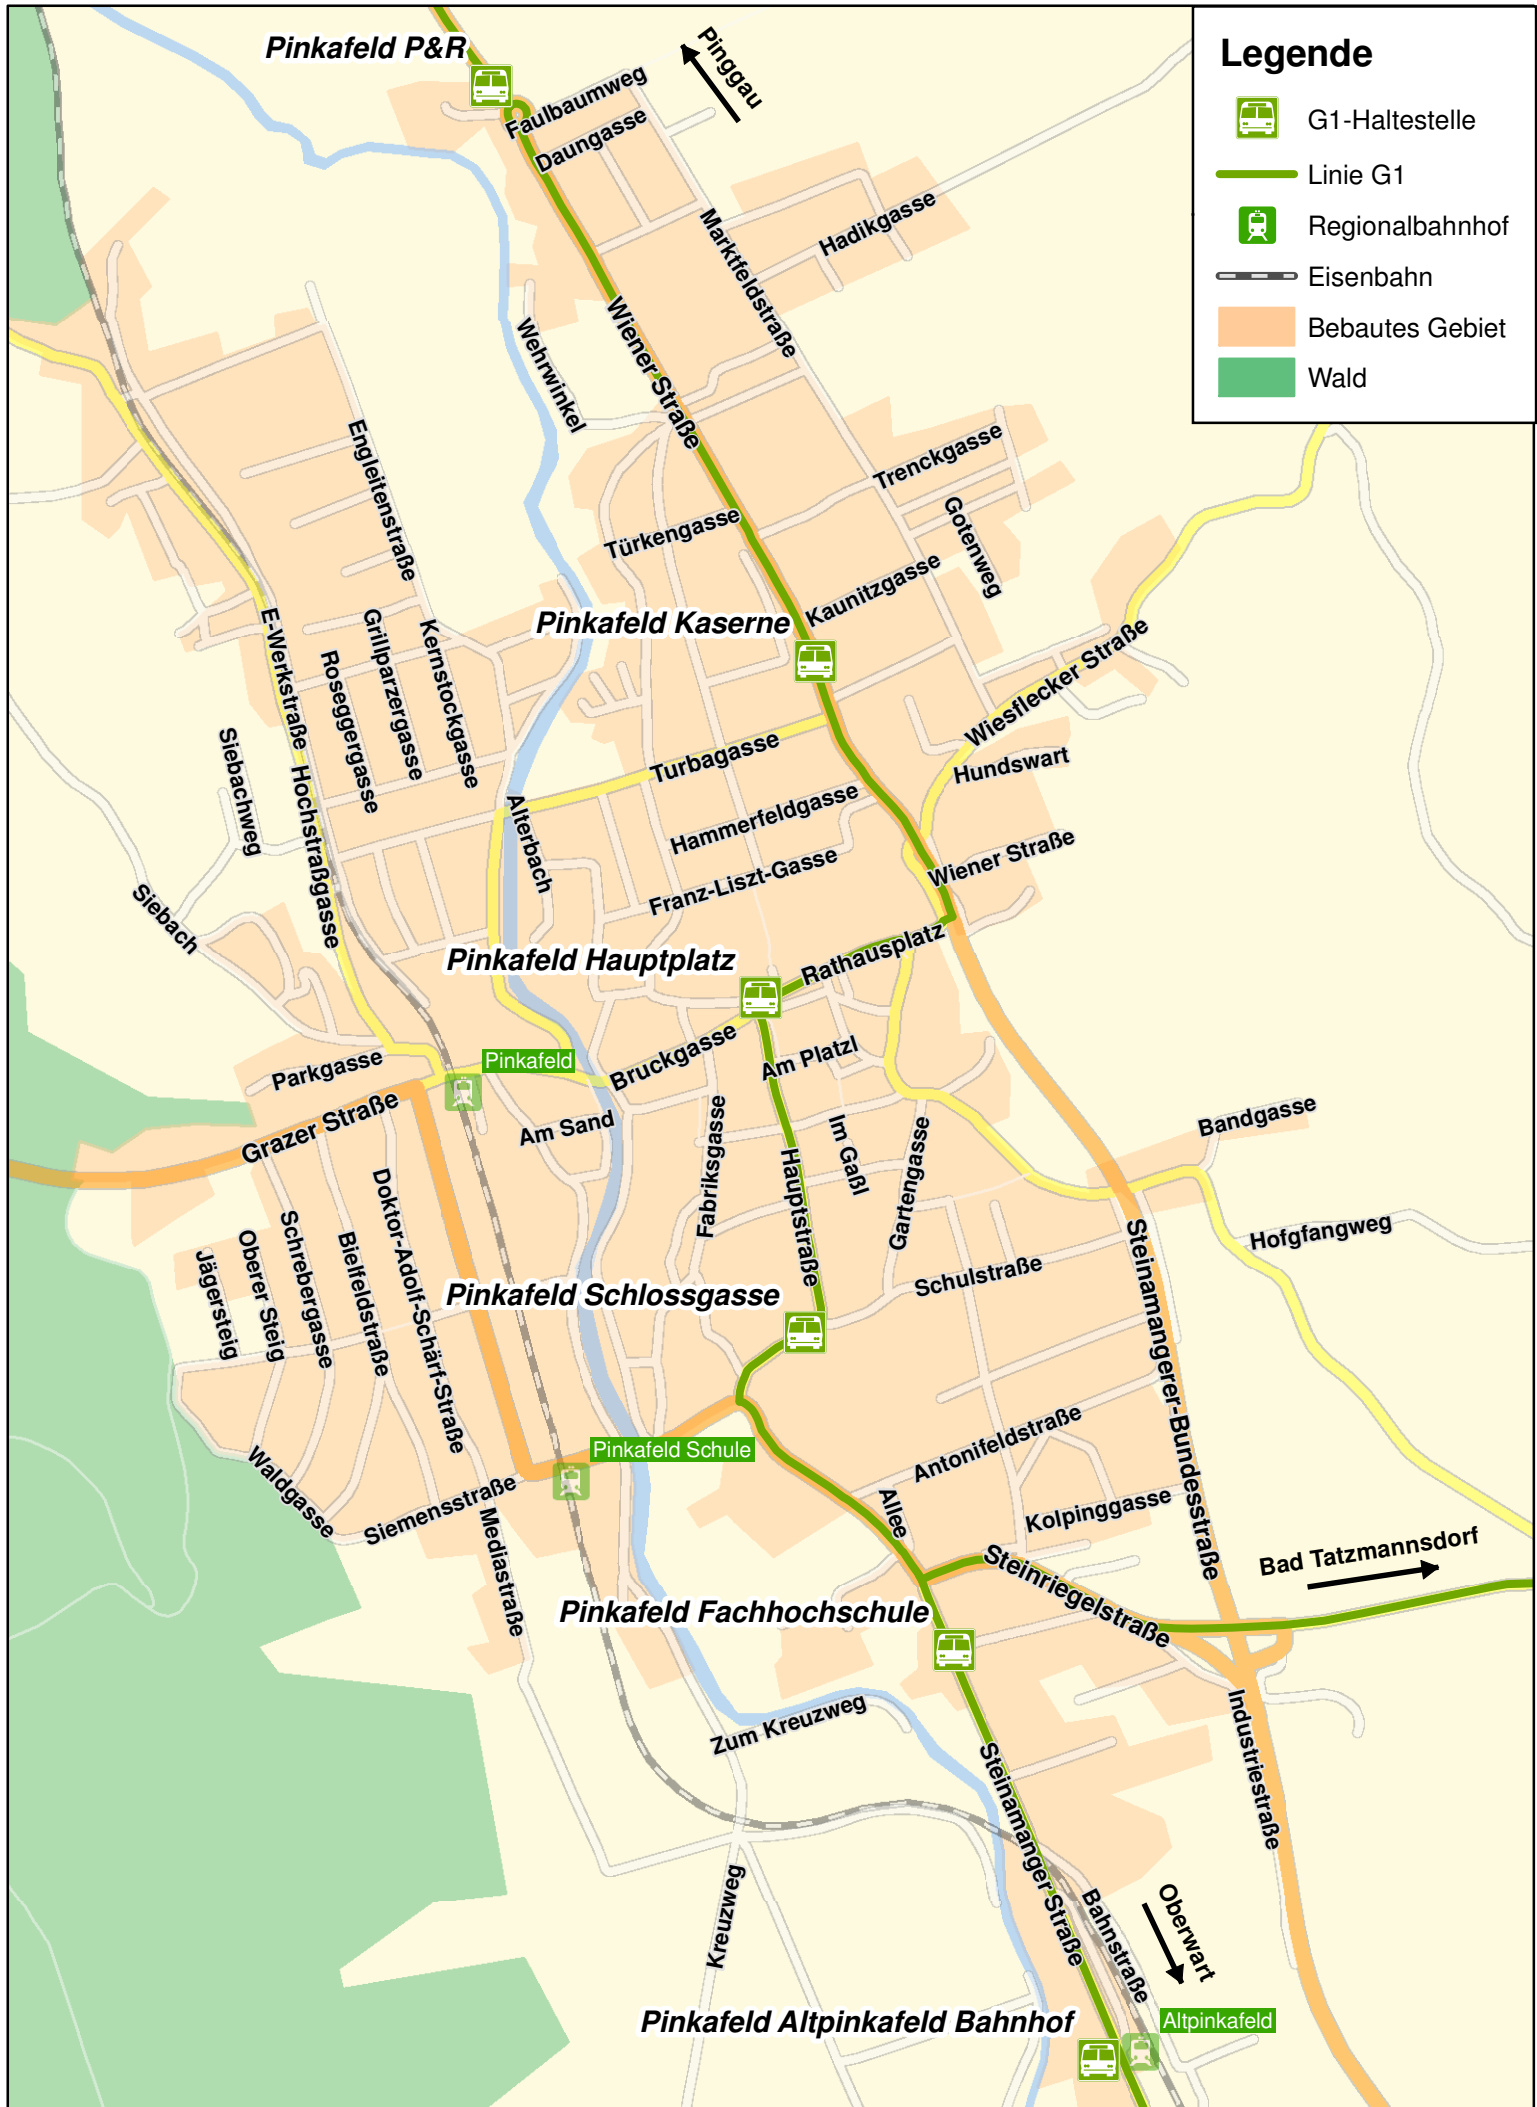 Pinkafeld P&R
Pinggau
Legende
G1-Haltestelle
Linie G1
Regionalbahnhof
Eisenbahn
Bebautes Gebiet
Wald
Faulbaumweg
Daungasse
Marktfeldstraße
Hadikgasse
Wiener Straße
Wehrwinkel
Engleitenstraße
Trenckgasse
Gotenweg
Türkengasse
Kaunitzgasse
Pinkafeld Kaserne
E-Werkstraße
Grillparzergasse
Kernstockgasse
Roseggergasse
Wiesflecker Straße
Siebachweg
Hochstraßgasse
Turbagasse
Hundswart
Alterbach
Hammerfeldgasse
Wiener Straße
Franz-Liszt-Gasse
Siebach
Pinkafeld Hauptplatz
Rathausplatz
Parkgasse
Pinkafeld
Bruckgasse
Am Platzl
Grazer Straße
Am Sand
Fabriksgasse
Im Gaßl
Gartengasse
Bandgasse
Hauptstraße
Doktor-Adolf-Schärf-Straße
Schrebergasse
Bielfeldstraße
Oberer Steig
Jägersteig
Hofgfangweg
Schulstraße
Steinamangerer-Bundesstraße
Pinkafeld Schlossgasse
Antonifeldstraße
Pinkafeld Schule
Waldgasse
Siemensstraße
Mediastraße
Allee
Kolpinggasse
Steinriegelstraße
Bad Tatzmannsdorf
Pinkafeld Fachhochschule
Zum Kreuzweg
Industriestraße
Steinamanger Straße
Kreuzweg
Bahnstraße
Oberwart
Pinkafeld Altpinkafeld Bahnhof
Altpinkafeld